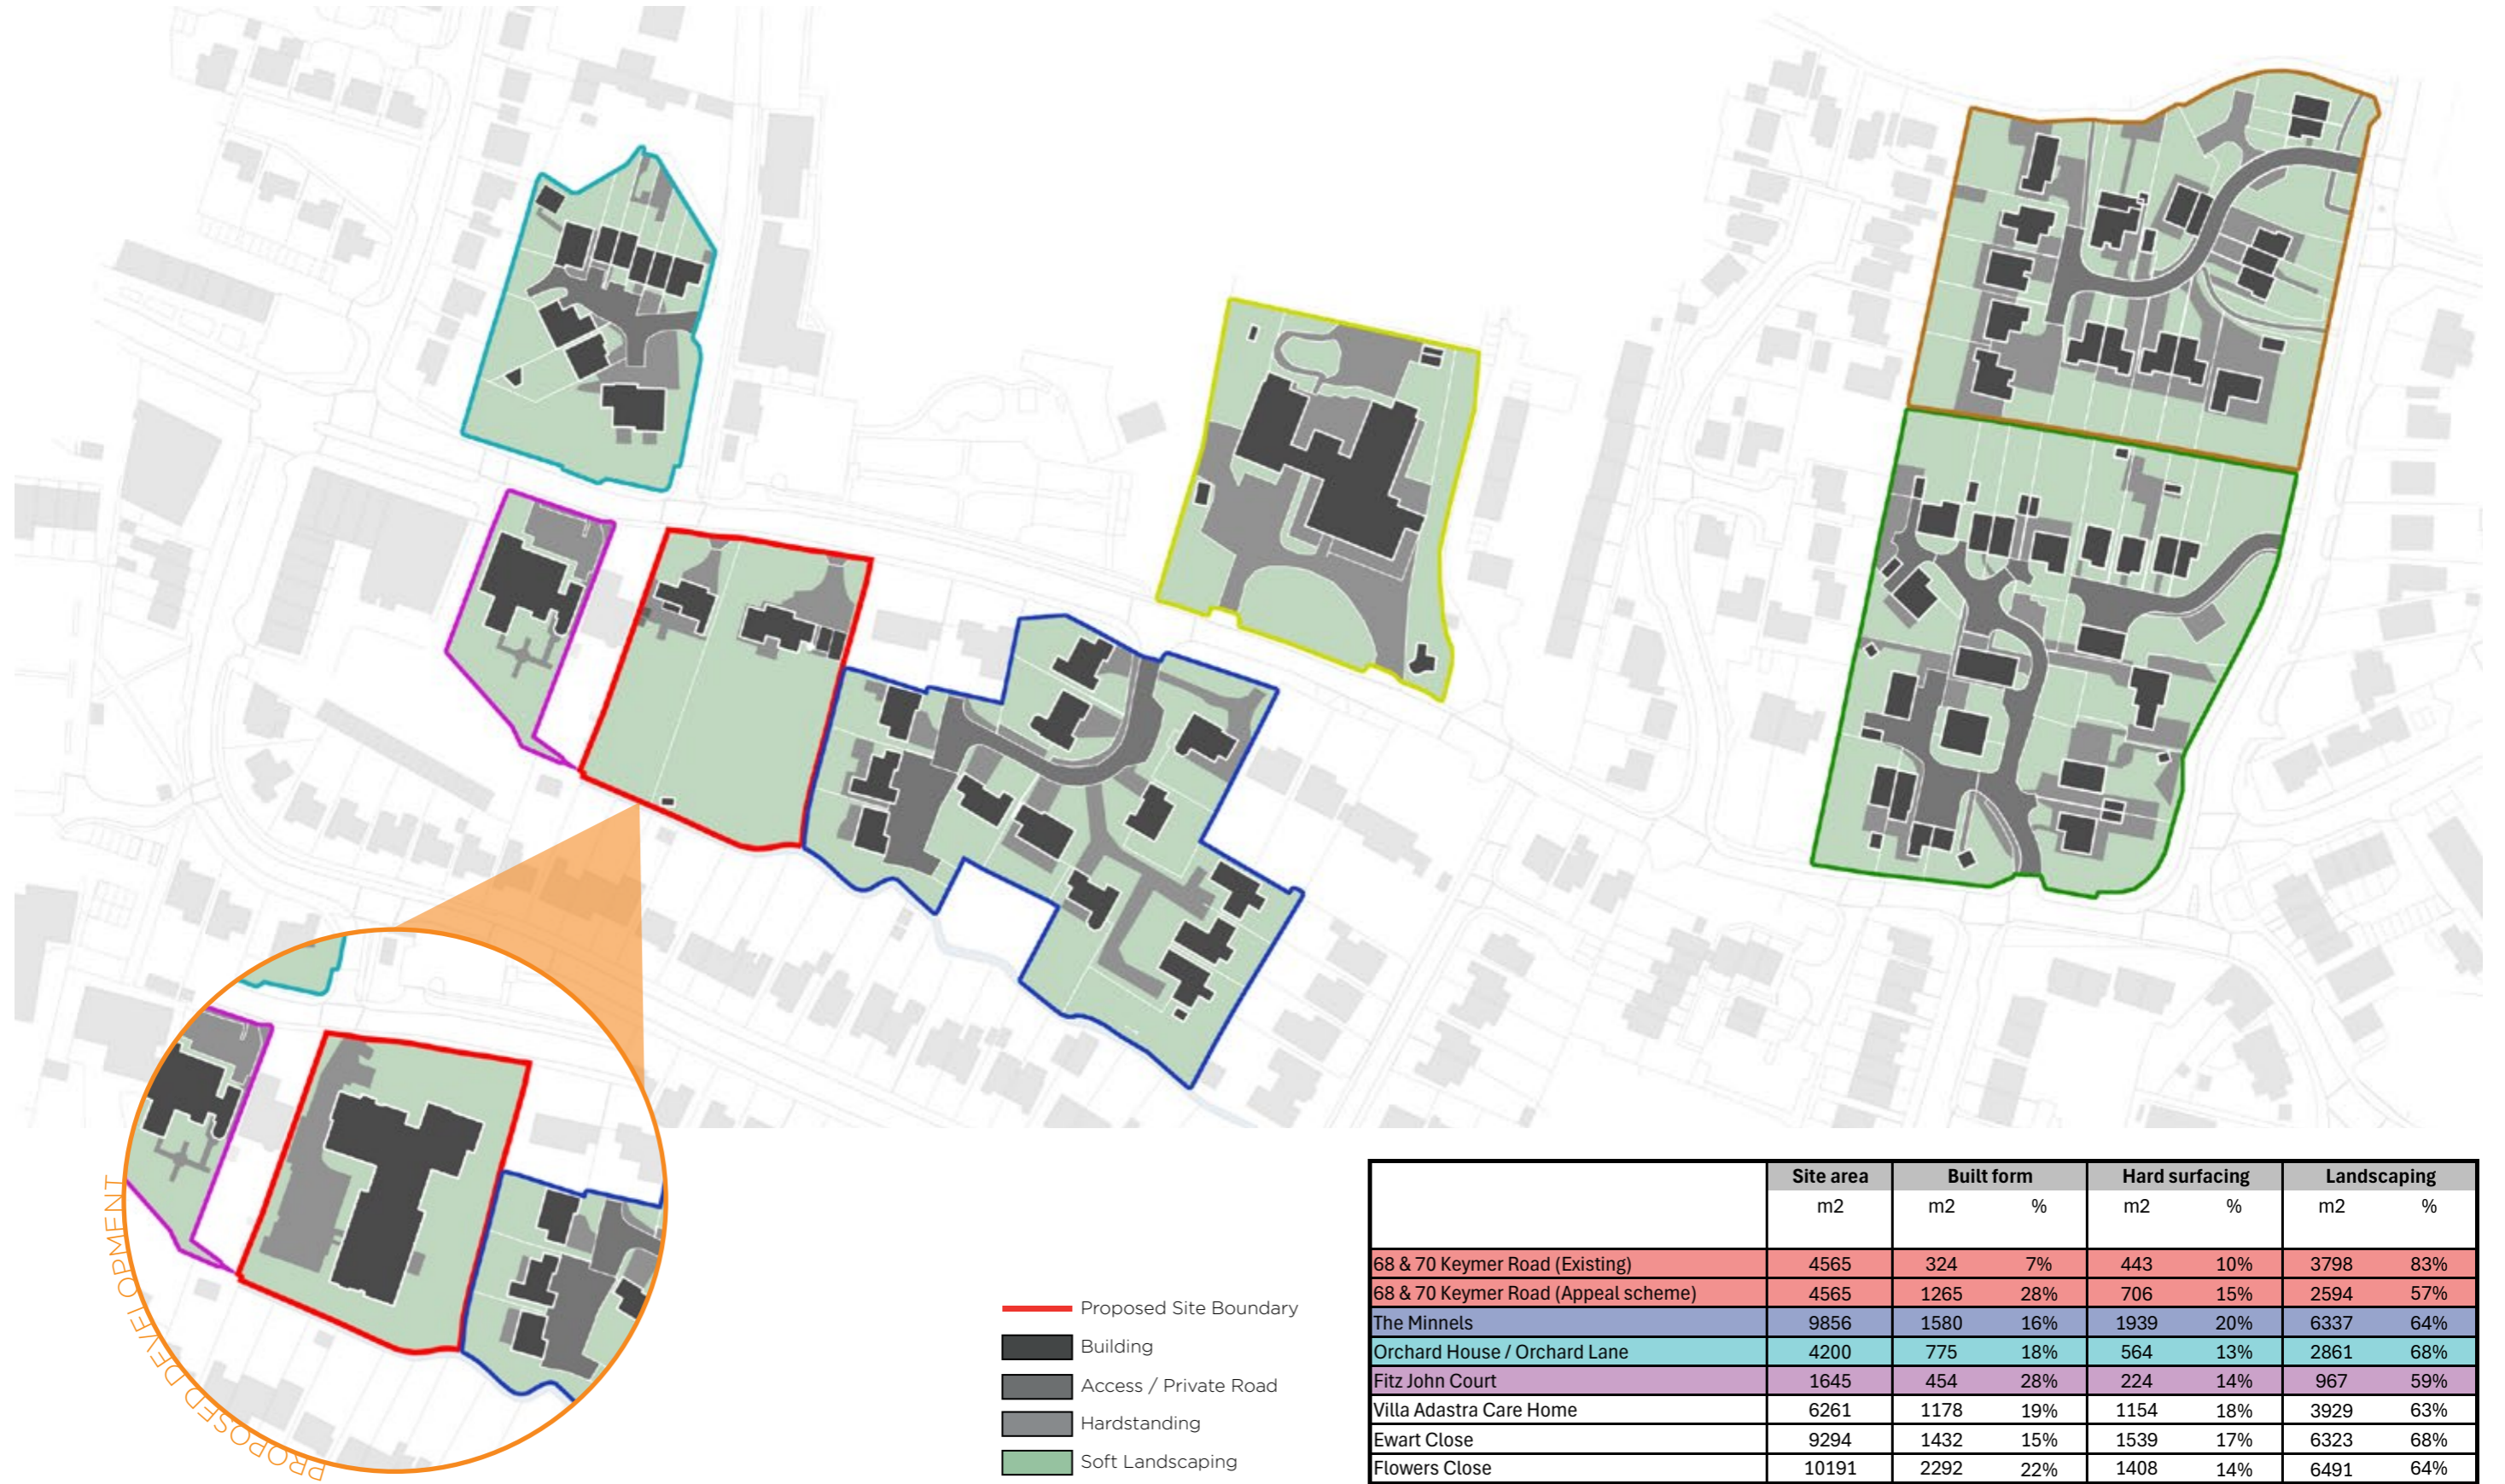 PROPOSED DEVELOPMENT
Proposed Site Boundary
Building
Access / Private Road
Hardstanding
Soft Landscaping
Site area Built form Hard surfacing Landscaping
m2 m2 % m2 % m2 %
68 & 70 Keymer Road (Existing) 4565 324 7% 443 10% 3798 83%
68 & 70 Keymer Road (Appeal scheme) 4565 1265 28% 706 15% 2594 57%
The Minnels 9856 1580 16% 1939 20% 6337 64%
Orchard House / Orchard Lane 4200 775 18% 564 13% 2861 68%
Fitz John Court 1645 454 28% 224 14% 967 59%
Villa Adastra Care Home 6261 1178 19% 1154 18% 3929 63%
Ewart Close 9294 1432 15% 1539 17% 6323 68%
Flowers Close 10191 2292 22% 1408 14% 6491 64%